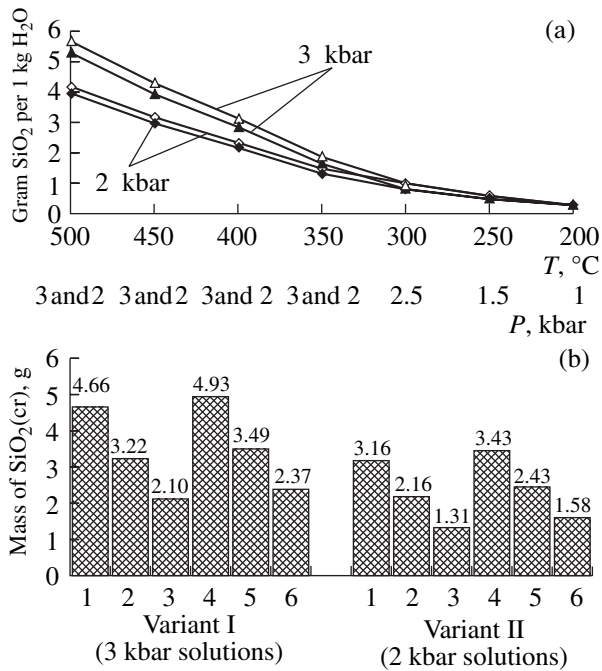 (a)
Gram SiO2 per 1 kg H2O
6
5
4
3
2
1
0
3 kbar
2 kbar
500 450 400 350 300 250 200
T, °C
3 and 2 3 and 2 3 and 2 3 and 2 2.5 1.5 1
P, kbar
(b)
Mass of SiO2(cr), g
6
5
4
3
2
1
0
4.66 3.22 2.10 4.93 3.49 2.37
3.16 2.16 1.31 3.43 2.43 1.58
1 2 3 4 5 6 1 2 3 4 5 6
Variant I Variant II
(3 kbar solutions) (2 kbar solutions)